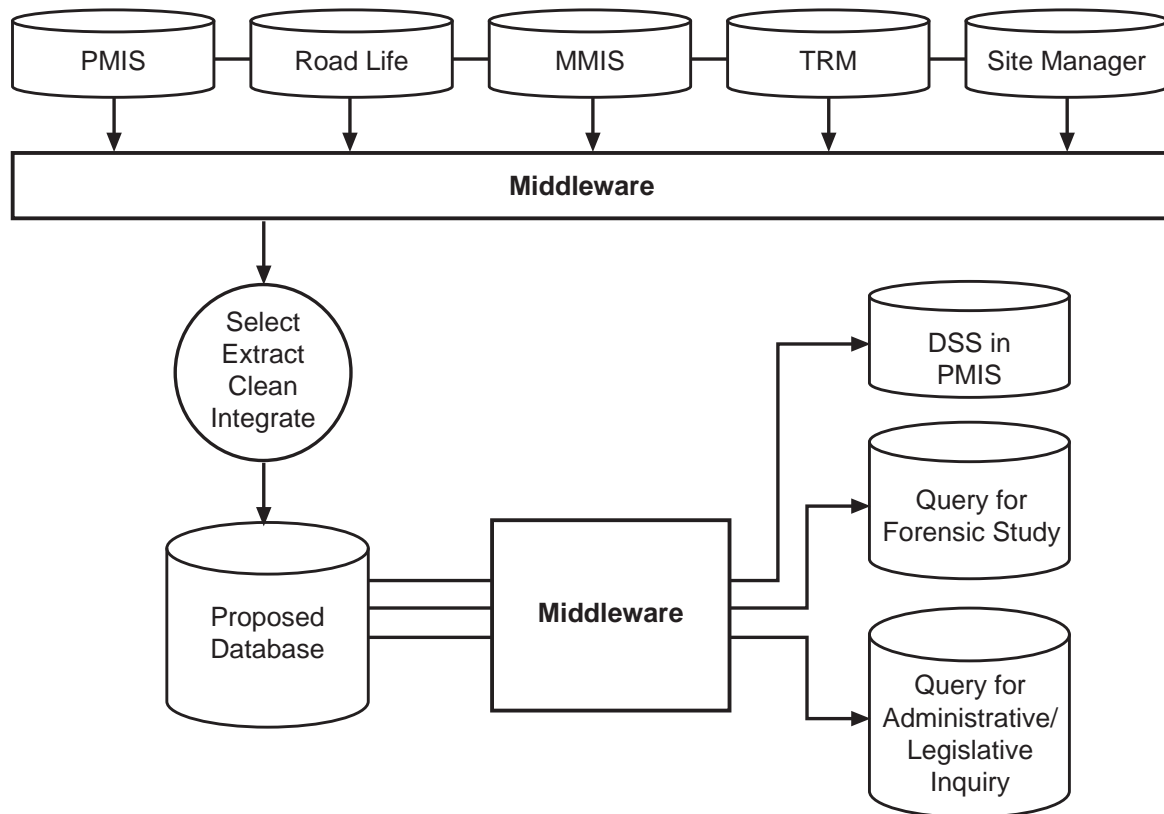 PMIS
Road Life
MMIS
TRM
Site Manager
Middleware
Select
Extract
Clean
Integrate
DSS in
PMIS
Query for
Forensic Study
Proposed
Database
Middleware
Query for
Administrative/
Legislative
Inquiry